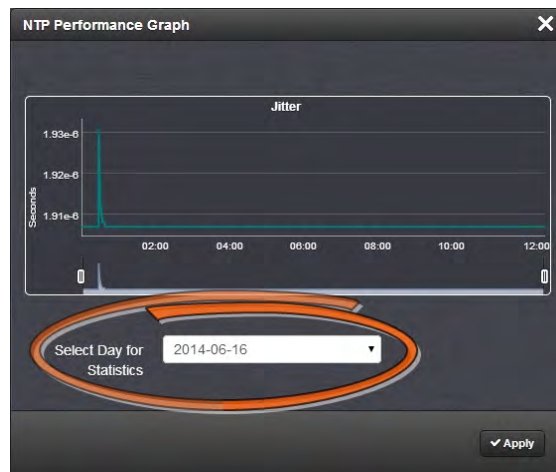 NTP Performance Graph
Jitter
1.93e-6
1.92e-6
1.91e-6
Seconds
02:00 04:00 06:00 08:00 10:00 12:00
Select Day for
Statistics
2014-06-16
Apply